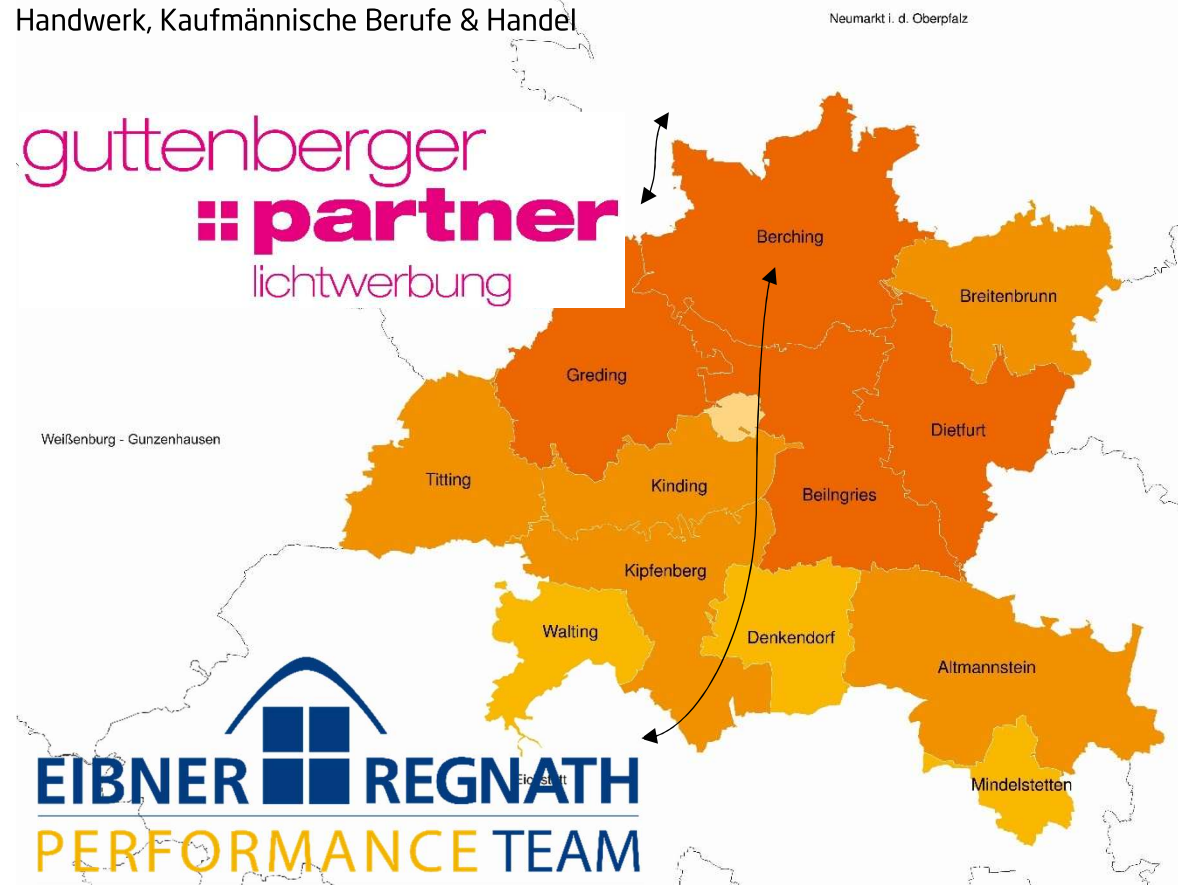 Handwerk, Kaufmännische Berufe & Handel
Neumarkt i. d. Oberpfalz
guttenberger
partner
lichtwerbung
Berching
Breitenbrunn
Greding
Dietfurt
Weißenburg - Gunzenhausen
Titting
Kinding
Beilngries
Kipfenberg
Walting
Denkendorf
Altmannstein
Mindelstetten
EIBNER REGNATH
PERFORMANCE TEAM